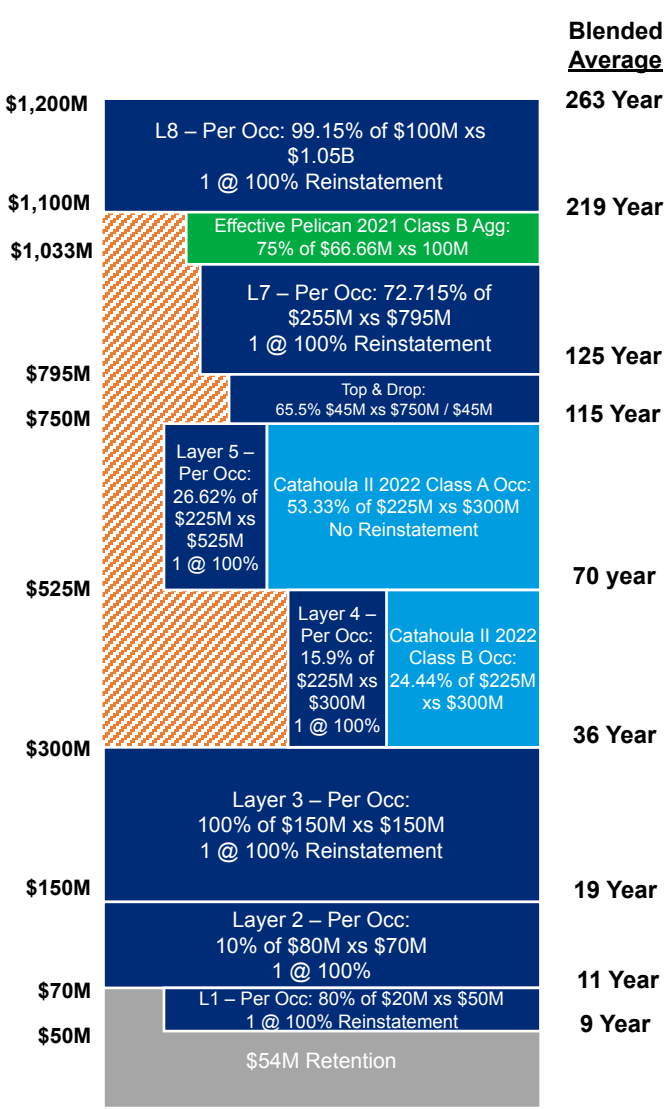 Blended
Average
$1,200M
263 Year
L8 – Per Occ: 99.15% of $100M xs
$1.05B
1 @ 100% Reinstatement
$1,100M
219 Year
Effective Pelican 2021 Class B Agg:
75% of $66.66M xs 100M
$1,033M
L7 – Per Occ: 72.715% of
$255M xs $795M
1 @ 100% Reinstatement
125 Year
$795M
Top & Drop:
65.5% $45M xs $750M / $45M
$750M
115 Year
Layer 5 –
Per Occ:
26.62% of
$225M xs
$525M
1 @ 100%
Catahoula II 2022 Class A Occ:
53.33% of $225M xs $300M
No Reinstatement
$525M
70 year
Layer 4 –
Per Occ:
15.9% of
$225M xs
$300M
1 @ 100%
Catahoula II 2022
Class B Occ:
24.44% of $225M
xs $300M
$300M
36 Year
Layer 3 – Per Occ:
100% of $150M xs $150M
1 @ 100% Reinstatement
$150M
19 Year
Layer 2 – Per Occ:
10% of $80M xs $70M
1 @ 100%
$70M
11 Year
L1 – Per Occ: 80% of $20M xs $50M
1 @ 100% Reinstatement
$50M
9 Year
$54M Retention